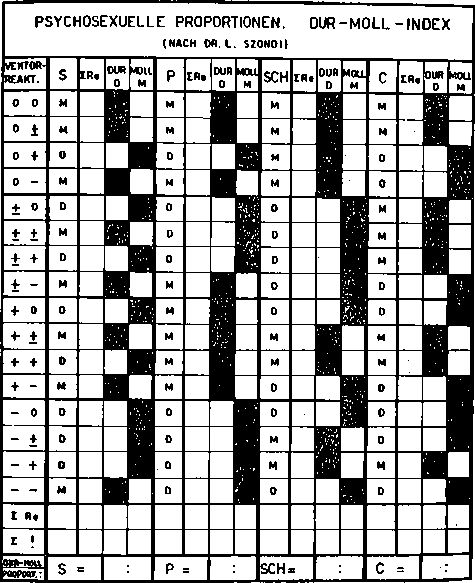 PSYCHOSEXUELLE PROPORTIONEN. DUR-MOLL-INDEX
(NACH DR. L. SZONDI)
VEKTOR-REAKT. S ΣRe DUR D MOLL M P ΣRe DUR D MOLL M SCH ΣRe DUR D MOLL M C ΣRe DUR D MOLL M
0 0 M M M M
0 ± M M M M
0 + D D M D
0 - M M M D
± 0 D D D M
± ± M D D M
± + D D D M
± - M M D D
+ 0 D M D D
+ ± M M M M
+ + D M M M
+ - M M D D
- 0 D D D D
- ± D D M D
- + D D M M
- - M D D D
Σ Re
Σ !
DUR-MOLL PROPORT.: S = : P = : SCH= : C = :